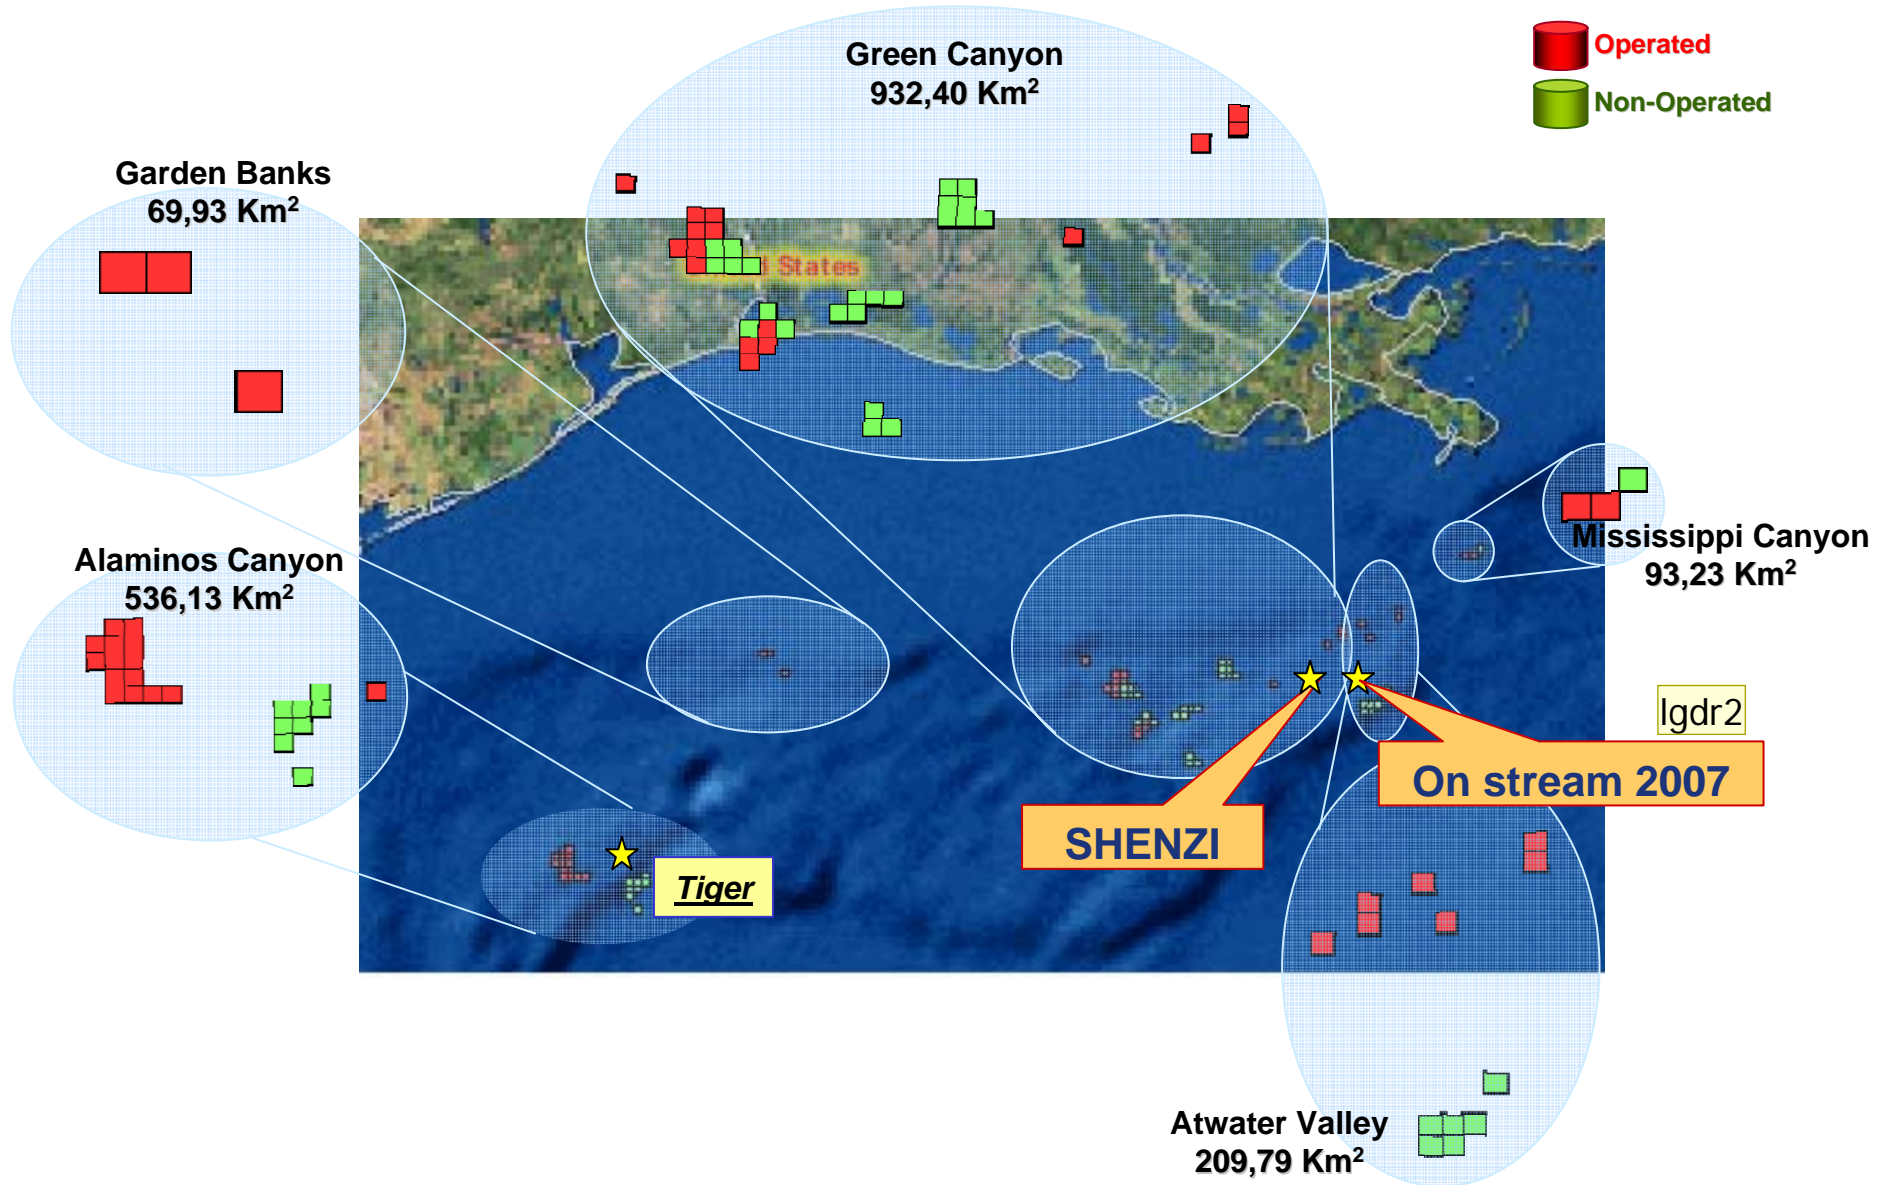 Green Canyon
932,40 Km²
Operated
Non-Operated
Garden Banks
69,93 Km²
States
Mississippi Canyon
93,23 Km²
Alaminos Canyon
536,13 Km²
lgdr2
On stream 2007
SHENZI
Tiger
Atwater Valley
209,79 Km²